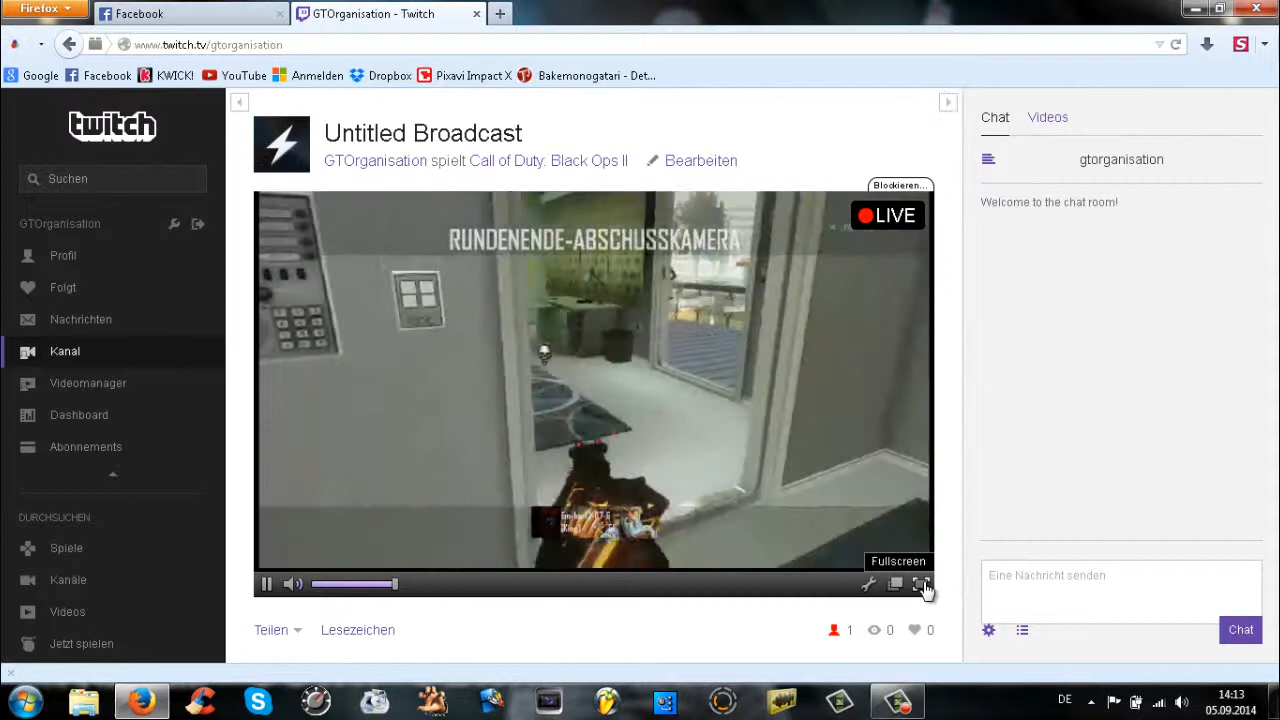 Firefox
Facebook
GTOrganisation - Twitch
www.twitch.tv/gtorganisation
Google
Facebook
KWICK!
YouTube
Anmelden
Dropbox
Pixavi Impact X
Bakemonogatari - Det...
twitch
Suchen
GTOrganisation
Profil
Folgt
Nachrichten
Kanal
Videomanager
Dashboard
Abonnements
DURCHSUCHEN
Spiele
Kanäle
Videos
Jetzt spielen
Untitled Broadcast
GTOrganisation spielt Call of Duty: Black Ops II
Bearbeiten
Blockieren...
LIVE
RUNDENENDE-ABSCHUSSKAMERA
Fullscreen
Teilen
Lesezeichen
1
0
0
Chat
Videos
gtorganisation
Welcome to the chat room!
Eine Nachricht senden
Chat
DE
14:13
05.09.2014